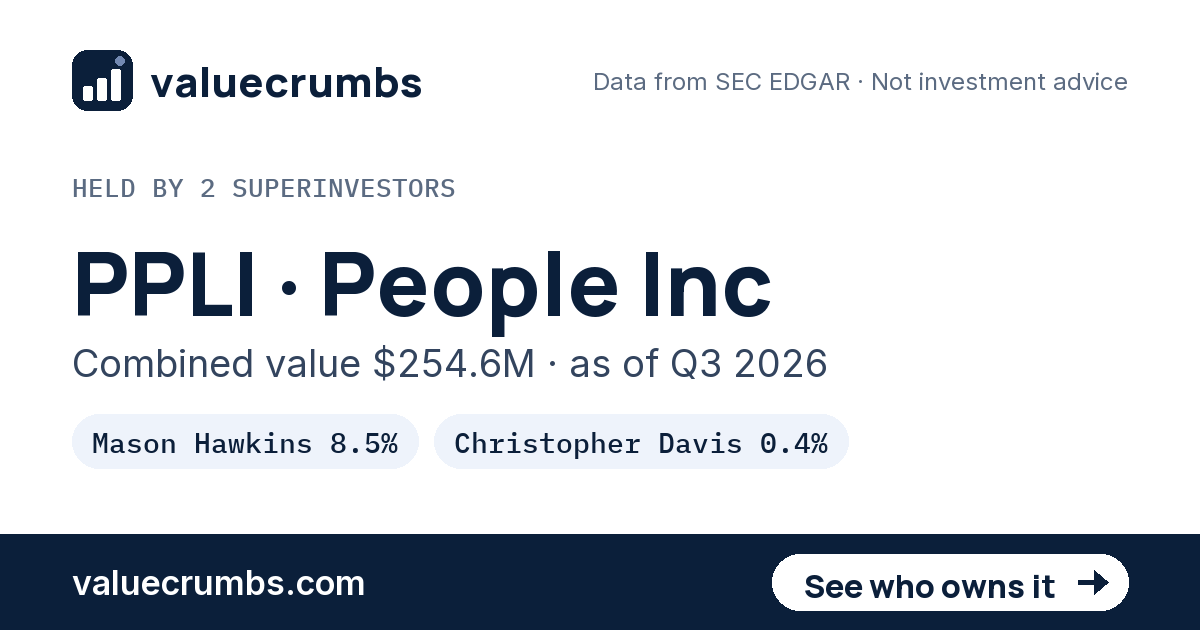 valuecrumbs
Data from SEC EDGAR · Not investment advice
HELD BY 2 SUPERINVESTORS
PPLI · People Inc
Combined value $254.6M · as of Q3 2026
Mason Hawkins 8.5%
Christopher Davis 0.4%
valuecrumbs.com
See who owns it →